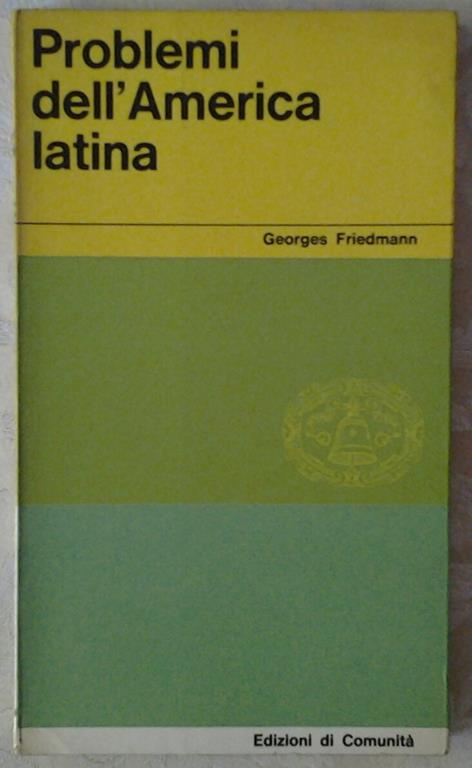 Problemi
dell'America
latina
Georges Friedmann
Edizioni di Comunità